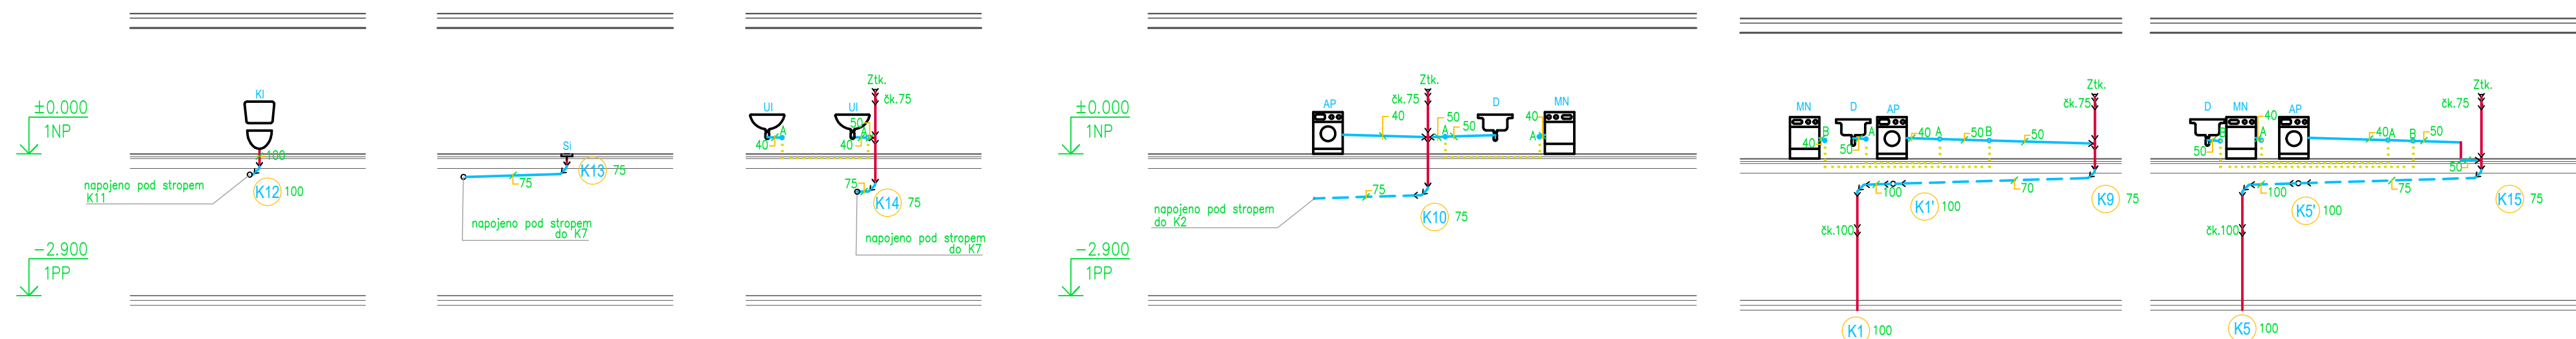 ±0.000
1NP
-2.900
1PP
Kl
100
K12
100
napojeno pod stropem
K11
Si
K13
75
75
napojeno pod stropem
do K7
Ztk.
čk.75
Ul
Ul
50
A
A
40
40
75
K14
75
napojeno pod stropem
do K7
±0.000
1NP
-2.900
1PP
Ztk.
čk.75
AP
40
50
50
A
D
MN
40
A
75
K10
75
napojeno pod stropem
do K2
Ztk.
čk.75
MN
D
AP
B
40
A
50
40
A
50
B
50
100
70
K1'
100
K9
75
čk.100
K1
100
Ztk.
čk.75
D
MN
AP
B
50
40
A
40
A
B
50
50
100
75
K5'
100
K15
75
čk.100
K5
100